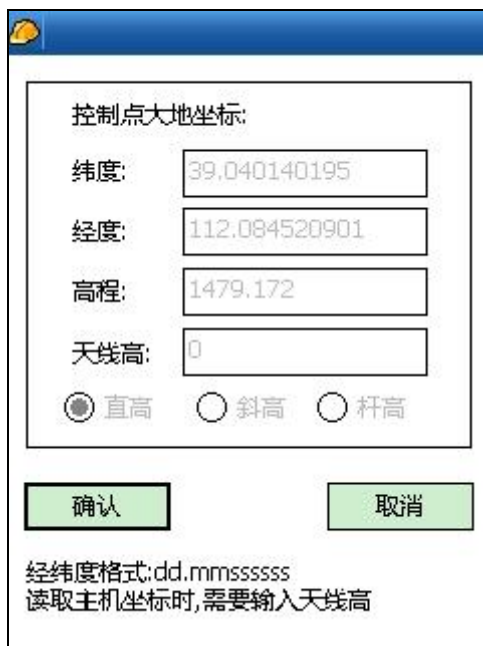 控制点大地坐标:
纬度: 39.040140195
经度: 112.084520901
高程: 1479.172
天线高: 0
直高 斜高 杆高
确认 取消
经纬度格式:dd.mmssssss
读取主机坐标时,需要输入天线高